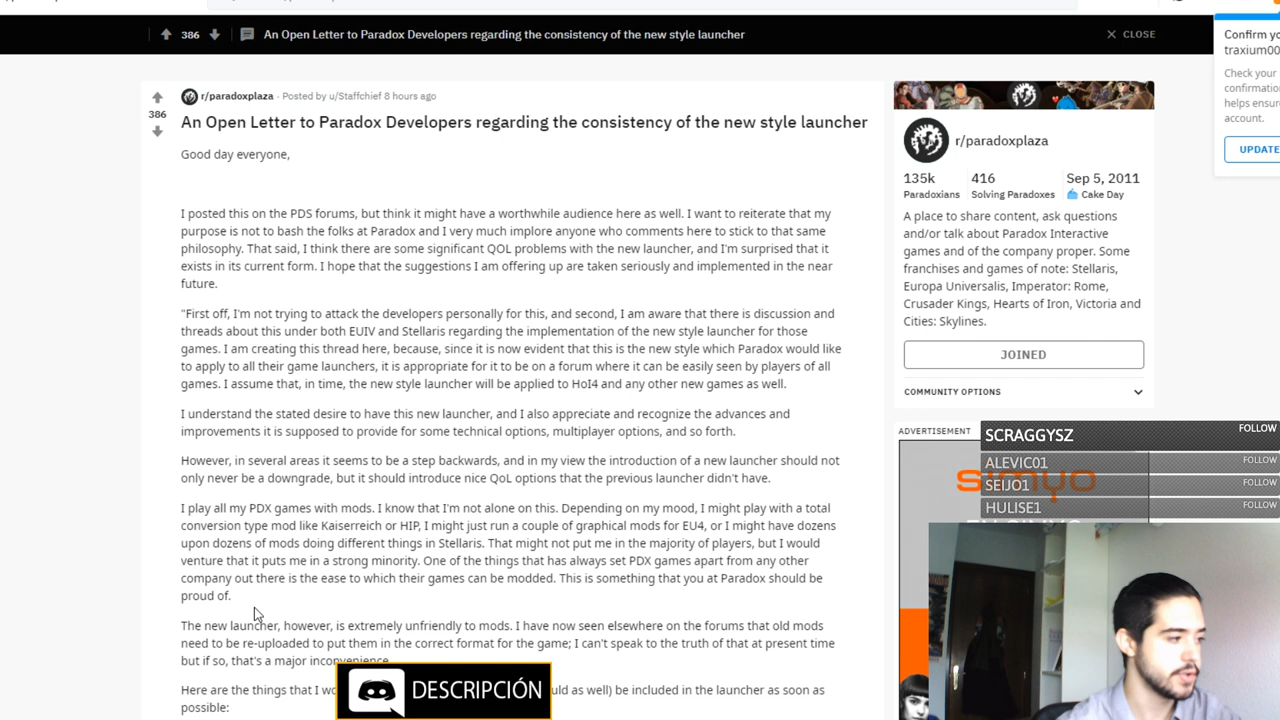 386 An Open Letter to Paradox Developers regarding the consistency of the new style launcher CLOSE
r/paradoxplaza · Posted by u/Staffchief 8 hours ago
386
An Open Letter to Paradox Developers regarding the consistency of the new style launcher
Good day everyone,
I posted this on the PDS forums, but think it might have a worthwhile audience here as well. I want to reiterate that my
purpose is not to bash the folks at Paradox and I very much implore anyone who comments here to stick to that same
philosophy. That said, I think there are some significant QOL problems with the new launcher, and I'm surprised that it
exists in its current form. I hope that the suggestions I am offering up are taken seriously and implemented in the near
future.
"First off, I'm not trying to attack the developers personally for this, and second, I am aware that there is discussion and
threads about this under both EUIV and Stellaris regarding the implementation of the new style launcher for those
games. I am creating this thread here, because, since it is now evident that this is the new style which Paradox would like
to apply to all their game launchers, it is appropriate for it to be on a forum where it can be easily seen by players of all
games. I assume that, in time, the new style launcher will be applied to HoI4 and any other new games as well.
I understand the stated desire to have this new launcher, and I also appreciate and recognize the advances and
improvements it is supposed to provide for some technical options, multiplayer options, and so forth.
However, in several areas it seems to be a step backwards, and in my view the introduction of a new launcher should not
only never be a downgrade, but it should introduce nice QoL options that the previous launcher didn't have.
I play all my PDX games with mods. I know that I'm not alone on this. Depending on my mood, I might play with a total
conversion type mod like Kaiserreich or HIP, I might just run a couple of graphical mods for EU4, or I might have dozens
upon dozens of mods doing different things in Stellaris. That might not put me in the majority of players, but I would
venture that it puts me in a strong minority. One of the things that has always set PDX games apart from any other
company out there is the ease to which their games can be modded. This is something that you at Paradox should be
proud of.
The new launcher, however, is extremely unfriendly to mods. I have now seen elsewhere on the forums that old mods
need to be re-uploaded to put them in the correct format for the game; I can't speak to the truth of that at present time
but if so, that's a major inconvenience.
Here are the things that I wo uld as well) be included in the launcher as soon as
possible:
DESCRIPCIÓN
r/paradoxplaza
135k 416 Sep 5, 2011
Paradoxians Solving Paradoxes Cake Day
A place to share content, ask questions
and/or talk about Paradox Interactive
games and of the company proper. Some
franchises and games of note: Stellaris,
Europa Universalis, Imperator: Rome,
Crusader Kings, Hearts of Iron, Victoria and
Cities: Skylines.
JOINED
COMMUNITY OPTIONS
ADVERTISEMENT
SCRAGGYSZ FOLLOW
ALEVIC01 FOLLOW
SEIJO1 FOLLOW
HULISE1 FOLLOW
simyo
Confirm yo
traxium00
Check your
confirmation
helps ensure
account.
UPDATE